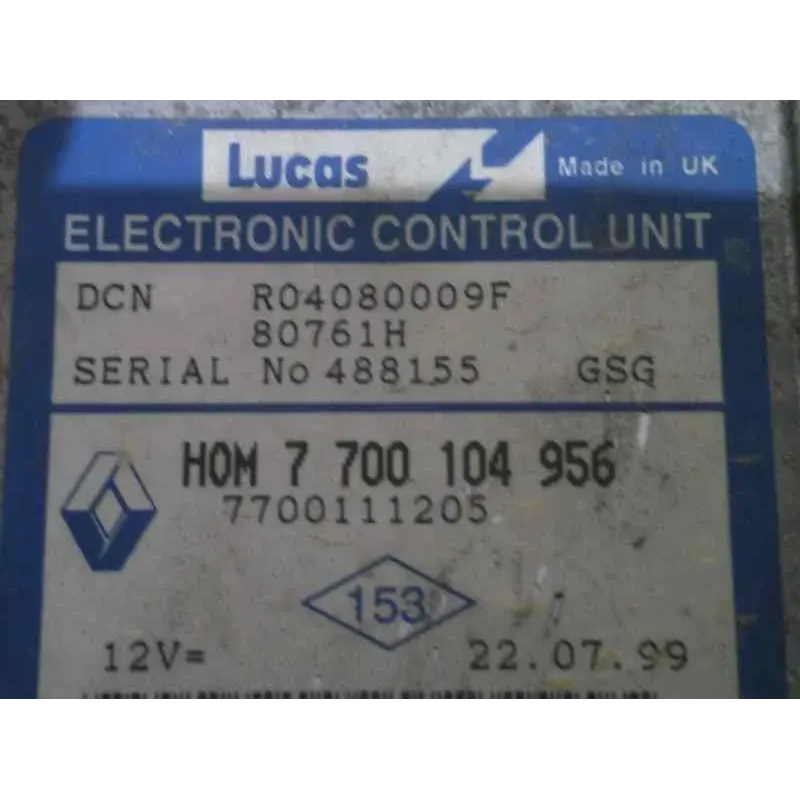 Lucas Made in UK
ELECTRONIC CONTROL UNIT
DCN R04080009F
80761H
SERIAL No 488155 GSG
HOM 7 700 104 956
7700111205
153
12V= 22.07.99